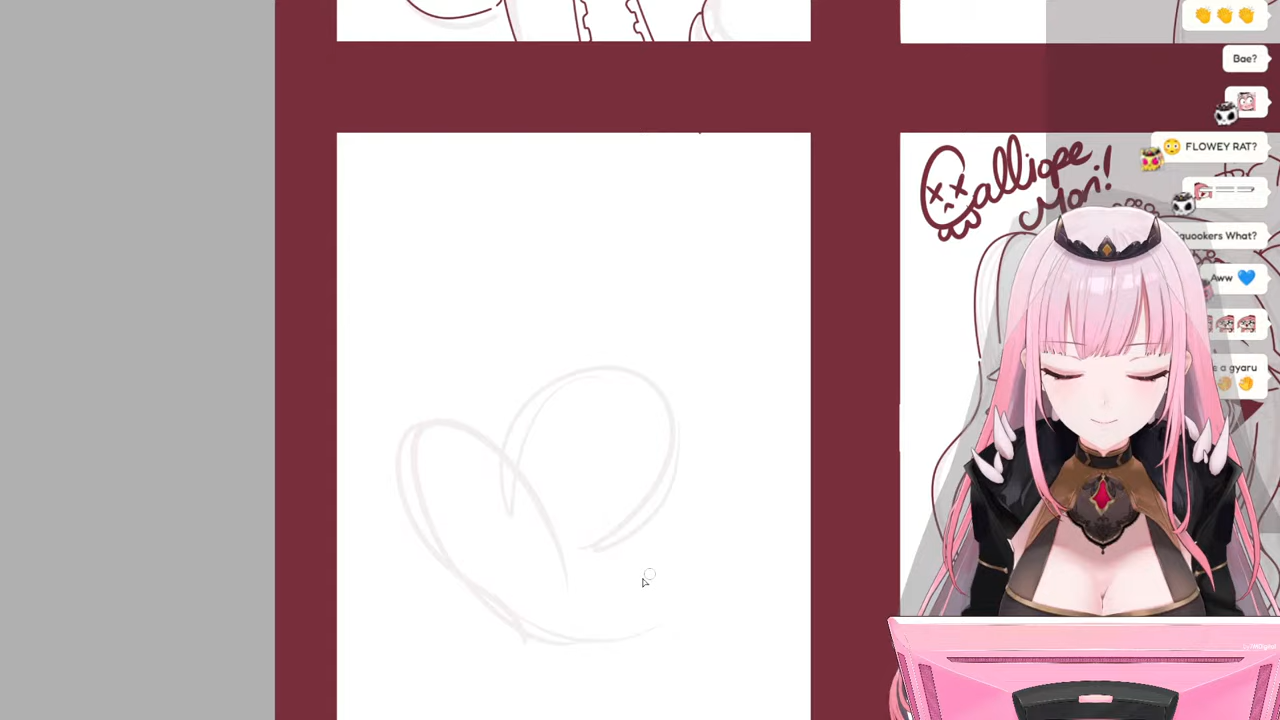 Bae?
FLOWEY RAT?
Calliope
Mori!
quookers What?
Aww
a gyaru